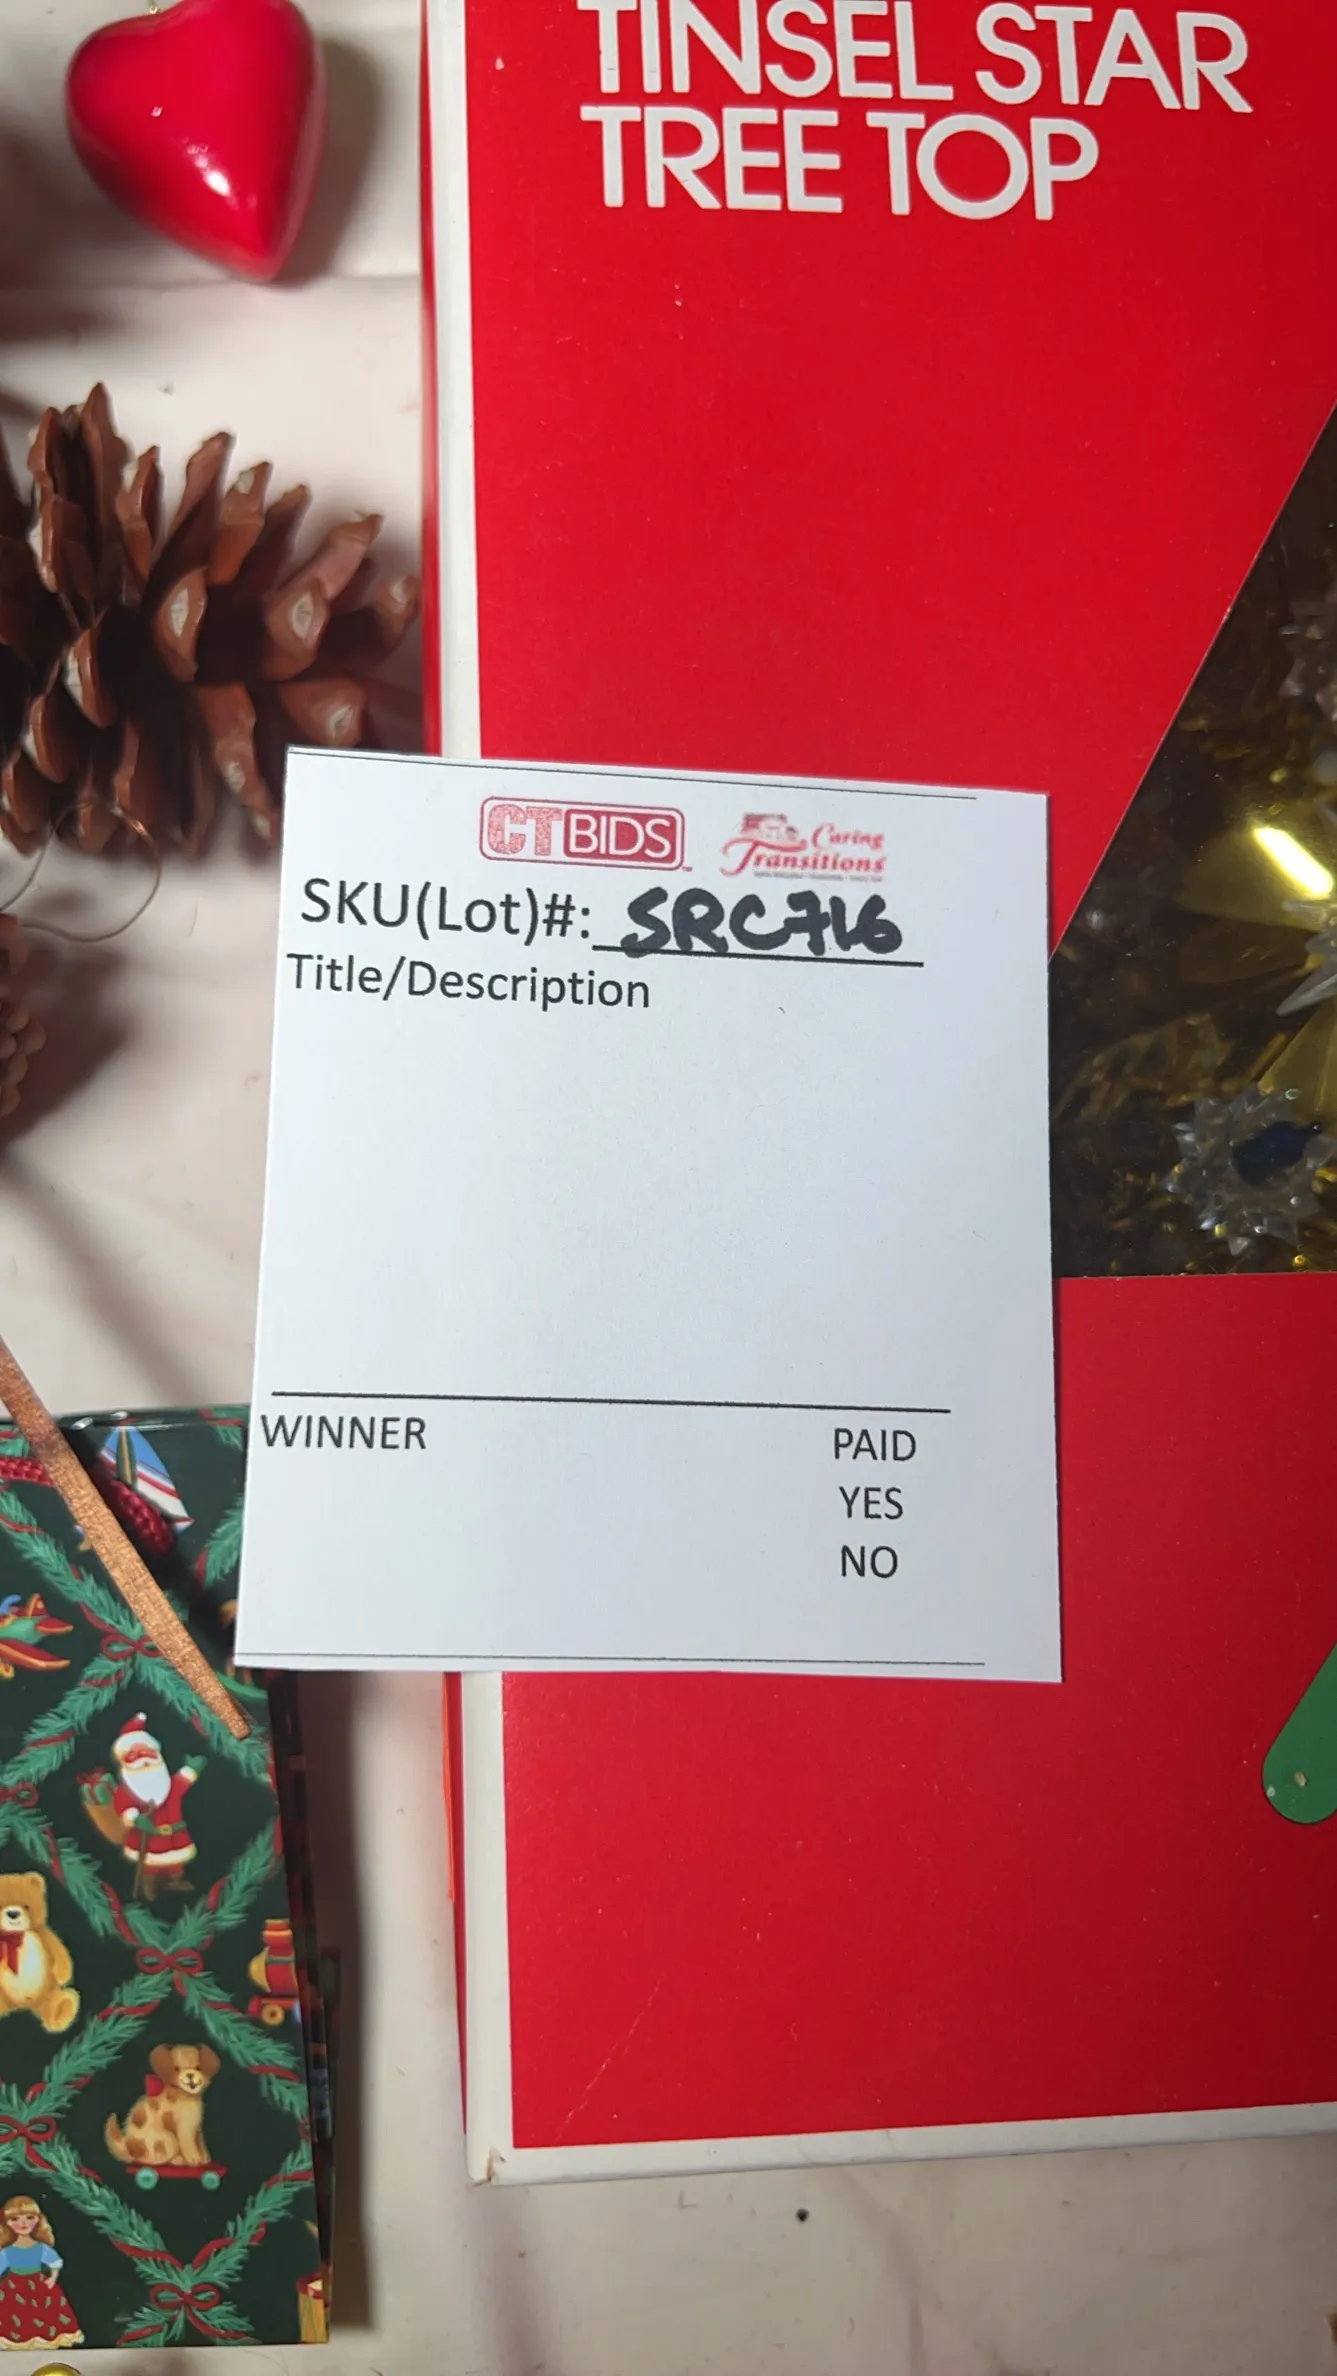 TINSEL STAR
TREE TOP
CT BIDS
Caring
Transitions
SKU(Lot)#: SRC716
Title/Description
WINNER
PAID
YES
NO